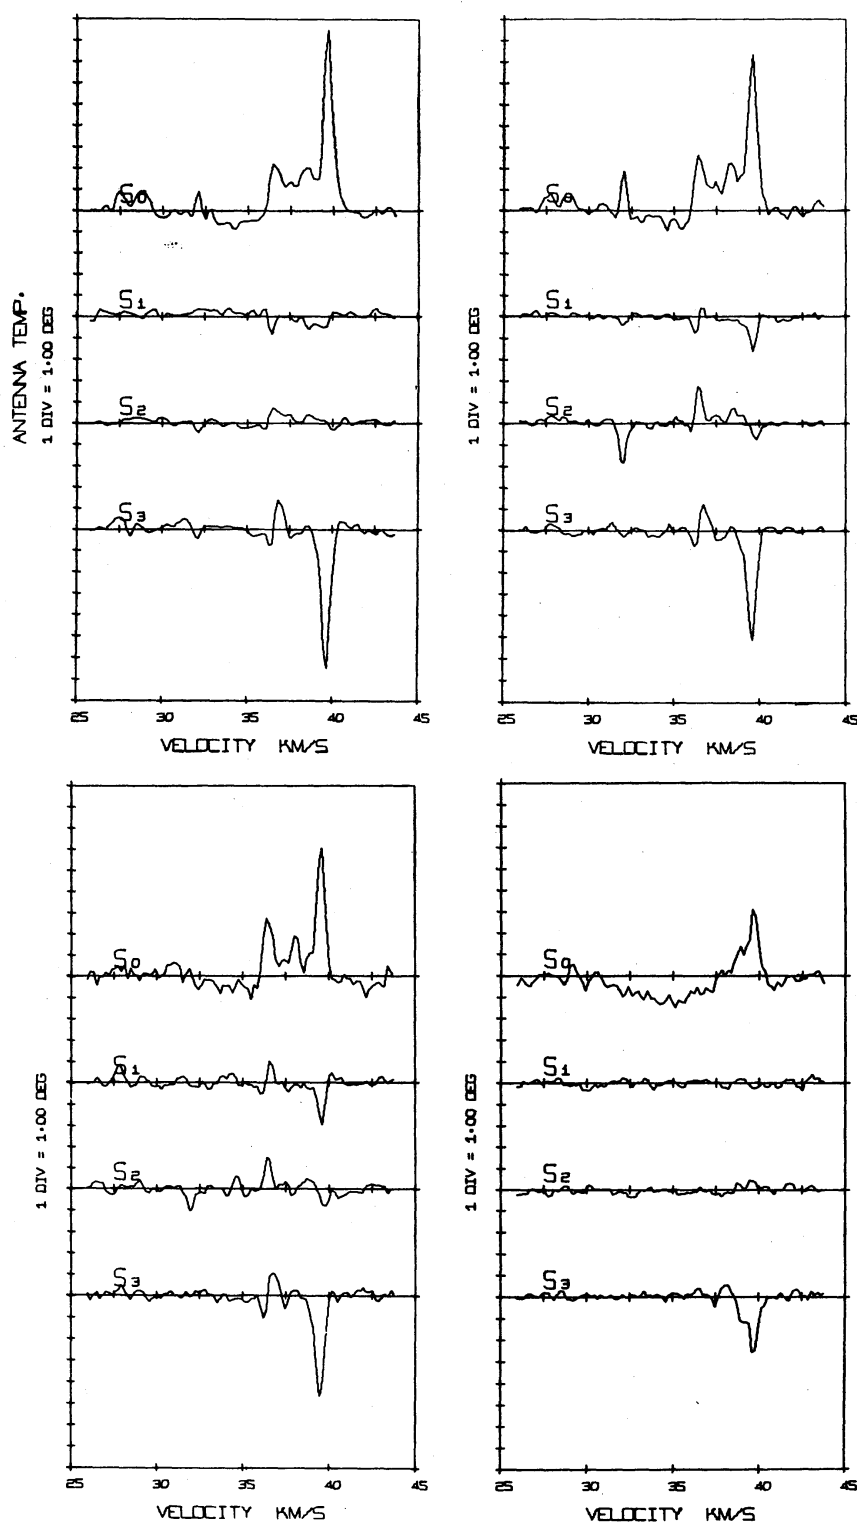 S0
S1
S2
S3
ANTENNA TEMP.
1 DIV = 1.00 DEG
25 30 35 40 45
VELOCITY KM/S
S0
S1
S2
S3
1 DIV = 1.00 DEG
25 30 35 40 45
VELOCITY KM/S
S0
S1
S2
S3
1 DIV = 1.00 DEG
25 30 35 40 45
VELOCITY KM/S
S0
S1
S2
S3
1 DIV = 1.00 DEG
25 30 35 40 45
VELOCITY KM/S